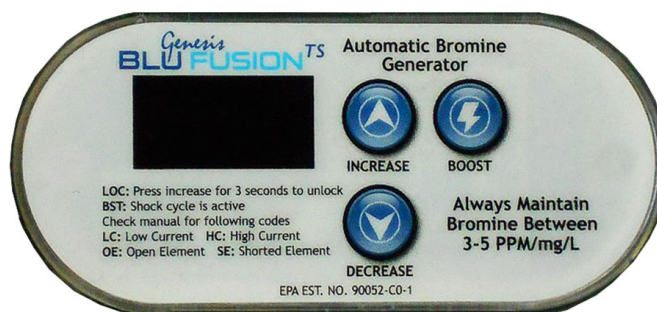 Genesis
BLU FUSION TS
Automatic Bromine
Generator
INCREASE
BOOST
LOC: Press increase for 3 seconds to unlock
BST: Shock cycle is active
Check manual for following codes
LC: Low Current HC: High Current
OE: Open Element SE: Shorted Element
DECREASE
Always Maintain
Bromine Between
3-5 PPM/mg/L
EPA EST. NO. 90052-C0-1